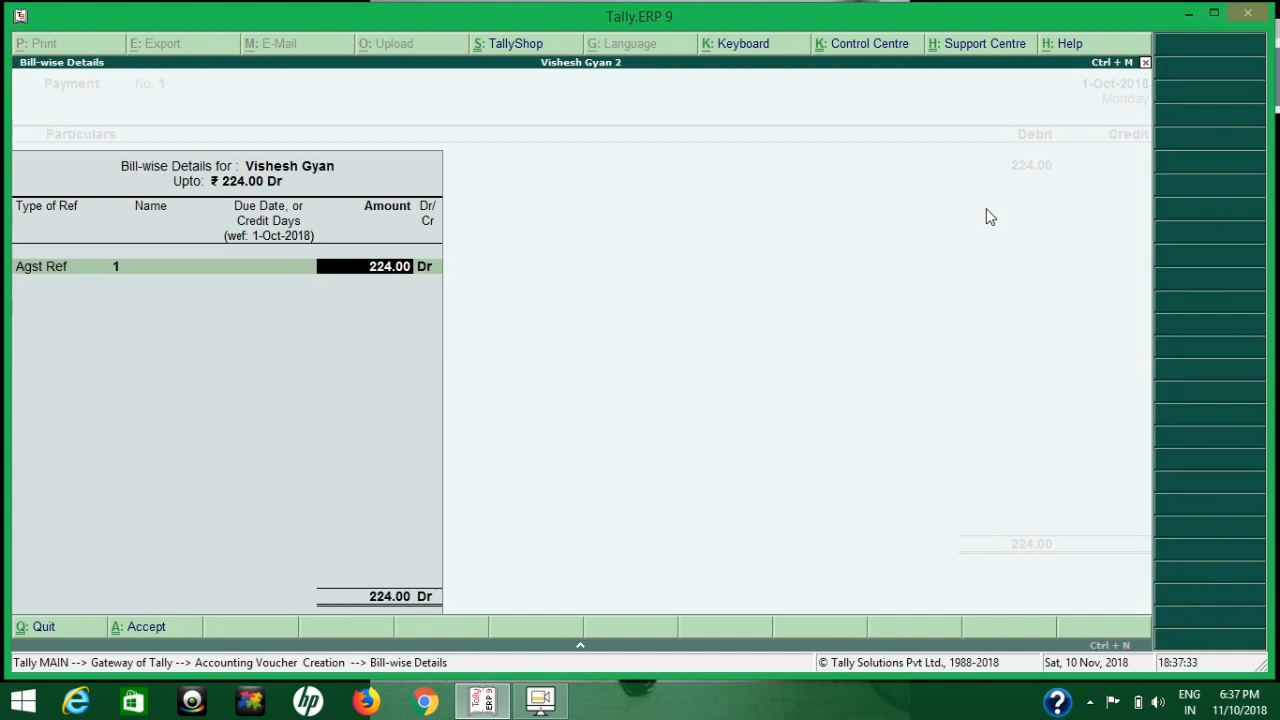 Tally.ERP 9
P: Print E: Export M: E-Mail O: Upload S: TallyShop G: Language K: Keyboard K: Control Centre H: Support Centre H: Help
Bill-wise Details Vishesh Gyan 2 Ctrl + M
Payment No. 1 1-Oct-2018
Monday
Particulars Debit Credit
224.00
Bill-wise Details for : Vishesh Gyan
Upto: ₹ 224.00 Dr
Type of Ref Name Due Date, or Amount Dr/
Credit Days Cr
(wef: 1-Oct-2018)
Agst Ref 1 224.00 Dr
224.00
224.00 Dr
Q: Quit A: Accept
Ctrl + N
Tally MAIN --> Gateway of Tally --> Accounting Voucher Creation --> Bill-wise Details © Tally Solutions Pvt Ltd., 1988-2018 Sat, 10 Nov, 2018 18:37:33
hp Tally ERP 9 ? ENG 6:37 PM
IN 11/10/2018